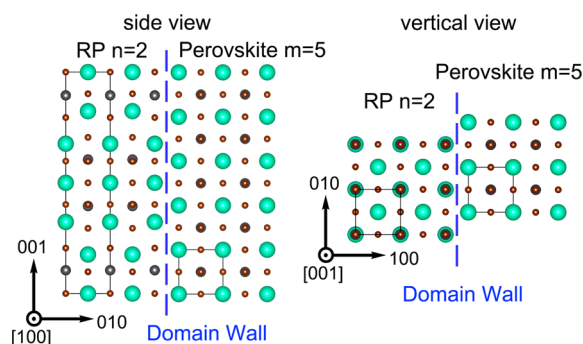 side view
RP n=2
Perovskite m=5
001
010
[100]
Domain Wall
vertical view
Perovskite m=5
RP n=2
010
100
[001]
Domain Wall